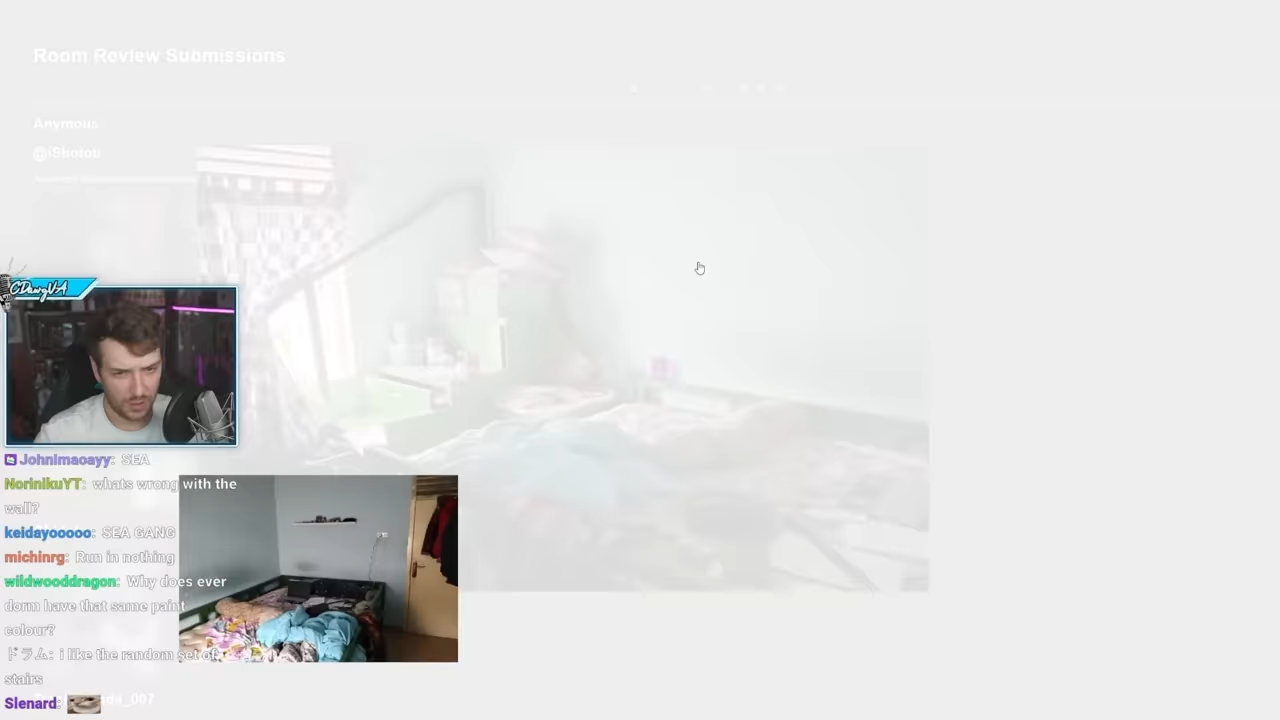 Room Review Submissions
Anymous
CDawgVA
Johnlmaoayy: SEA
NorinikuYT: whats wrong with the
wall?
keidayooooo: SEA GANG
michinrg: Run in nothing
wildwooddragon: Why does ever
dorm have that same paint
colour?
ドラム: i like the random set of
stairs
Slenard: